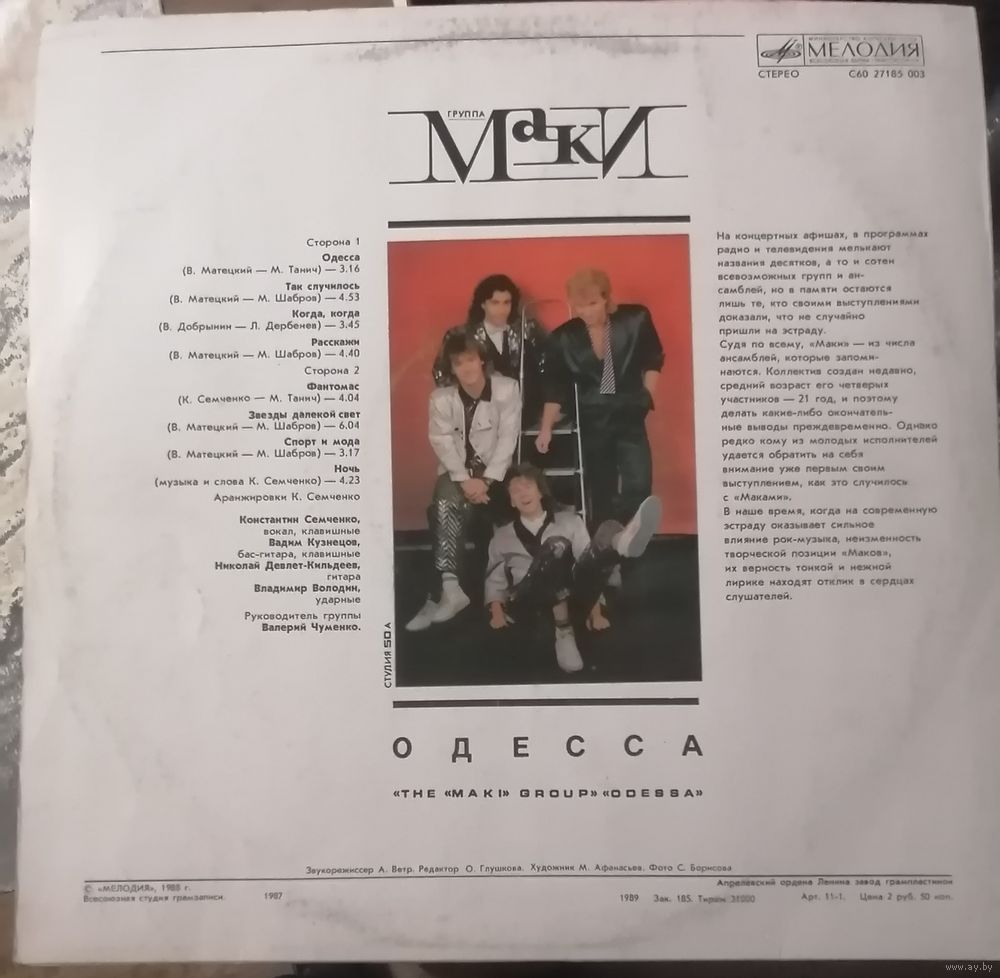 МЕЛОДИЯ
СТЕРЕО С60 27185 003
ГРУППА
Маки
Сторона 1
Одесса
(В. Матецкий — М. Танич) — 3.16
Так случилось
(В. Матецкий — М. Шабров) — 4.53
Когда, когда
(В. Добрынин — Л. Дербенев) — 3.45
Расскажи
(В. Матецкий — М. Шабров) — 4.40
Сторона 2
Фантомас
(К. Семченко — М. Танич) — 4.04
Звезды далекой свет
(В. Матецкий — М. Шабров) — 6.04
Спорт и мода
(В. Матецкий — М. Шабров) — 3.17
Ночь
(музыка и слова К. Семченко) — 4.23
Аранжировки К. Семченко
Константин Семченко,
вокал, клавишные
Вадим Кузнецов,
бас-гитара, клавишные
Николай Девлет-Кильдеев,
гитара
Владимир Володин,
ударные
Руководитель группы
Валерий Чуменко.
СТУДИЯ 50 А
На концертных афишах, в программах
радио и телевидения мелькают
названия десятков, а то и сотен
всевозможных групп и ан-
самблей, но в памяти остаются
лишь те, кто своими выступлениями
доказали, что не случайно
пришли на эстраду.
Судя по всему, «Маки» — из числа
ансамблей, которые запоми-
наются. Коллектив создан недавно,
средний возраст его четверых
участников — 21 год, и поэтому
делать какие-либо окончатель-
ные выводы преждевременно. Однако
редко кому из молодых исполнителей
удается обратить на себя
внимание уже первым своим
выступлением, как это случилось
с «Маками».
В наше время, когда на современную
эстраду оказывает сильное
влияние рок-музыка, неизменность
творческой позиции «Маков»,
их верность тонкой и нежной
лирике находят отклик в сердцах
слушателей.
ОДЕССА
«THE «MAKI» GROUP» «ODESSA»
Звукорежиссер А. Ветр. Редактор О. Глушкова. Художник М. Афанасьев. Фото С. Борисова
© «МЕЛОДИЯ», 1988 г.
Всесоюзная студия грамзаписи. 1987
Апрелевский ордена Ленина завод грампластинок
1989 Зак. 185. Тираж 31000 Арт. 11-1. Цена 2 руб. 50 коп.
www.ay.by